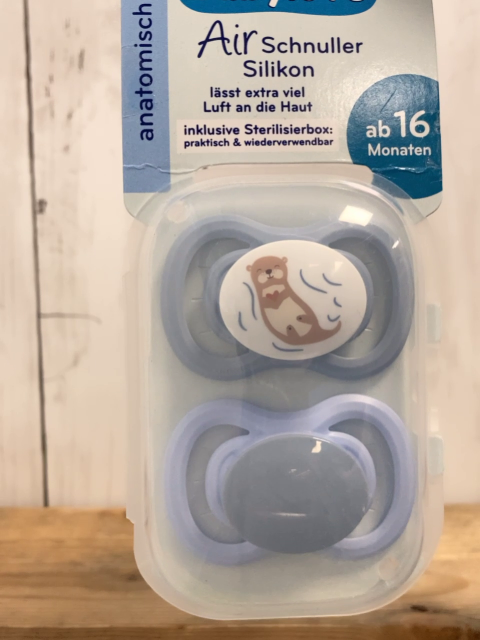 anatomisch
Air Schnuller
Silikon
lässt extra viel
Luft an die Haut
inklusive Sterilisierbox:
praktisch & wiederverwendbar
ab 16
Monaten